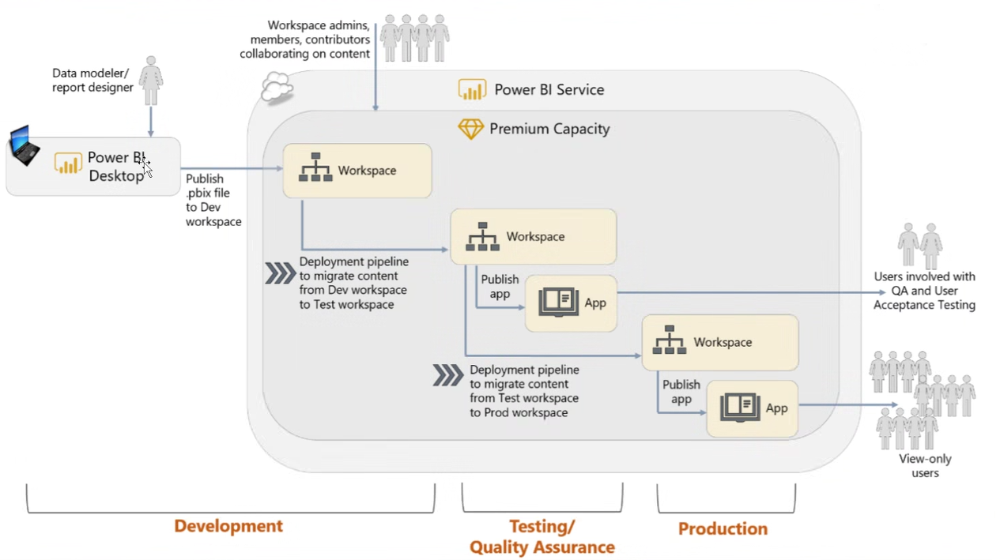 Workspace admins,
members, contributors
collaborating on content
Data modeler/
report designer
Power BI Service
Premium Capacity
Power BI
Desktop
Publish
.pbix file
to Dev
workspace
Workspace
Workspace
Deployment pipeline
to migrate content
from Dev workspace
to Test workspace
Publish
app
App
Users involved with
QA and User
Acceptance Testing
Workspace
Deployment pipeline
to migrate content
from Test workspace
to Prod workspace
Publish
app
App
View-only
users
Development
Testing/
Quality Assurance
Production